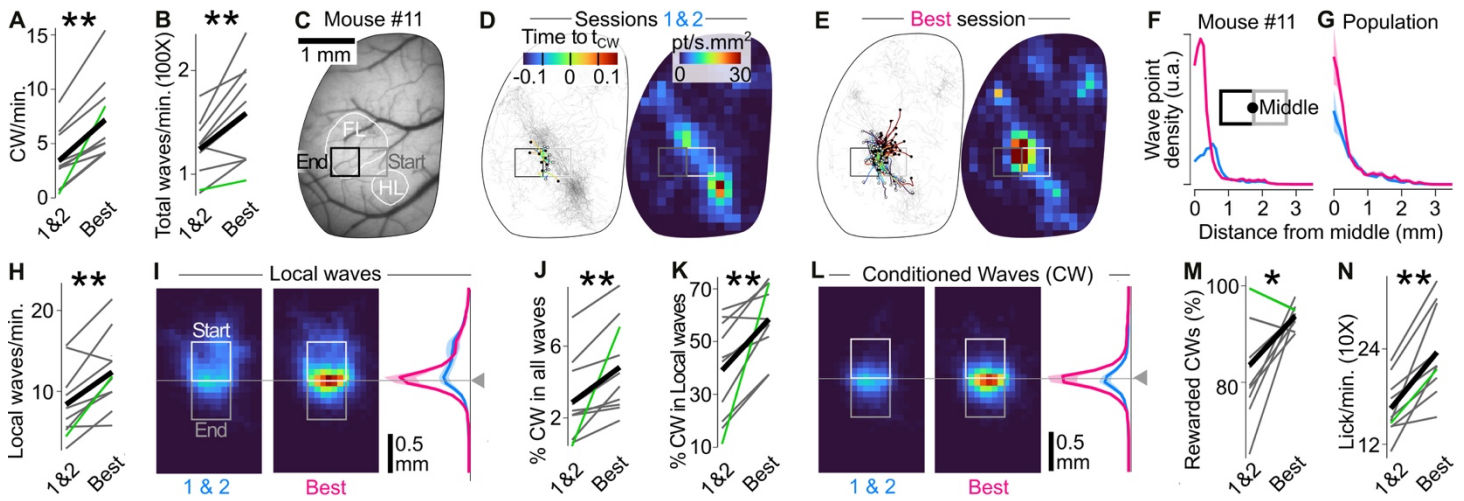 A
**
CW/min.
15
10
5
0
1&2
Best
B
**
Total waves/min. (100X)
2
1
1&2
Best
C Mouse #11
1 mm
FL
End
Start
HL
D Sessions 1 & 2
Time to tCW
-0.1 0 0.1
pt/s.mm²
0 30
E Best session
F Mouse #11
Wave point
density (u.a.)
Middle
0 1 2 3
G Population
0 1 2 3
Distance from middle (mm)
H
**
Local waves/min.
20
10
0
1&2
Best
I Local waves
Start
End
0.5
mm
1 & 2
Best
J
**
% CW in all waves
6
2
1&2
Best
K
**
% CW in Local waves
70
50
30
10
1&2
Best
L Conditioned Waves (CW)
Start
End
0.5
mm
1 & 2
Best
M
*
Rewarded CWs (%)
100
80
1&2
Best
N
**
Lick/min. (10X)
24
12
1&2
Best